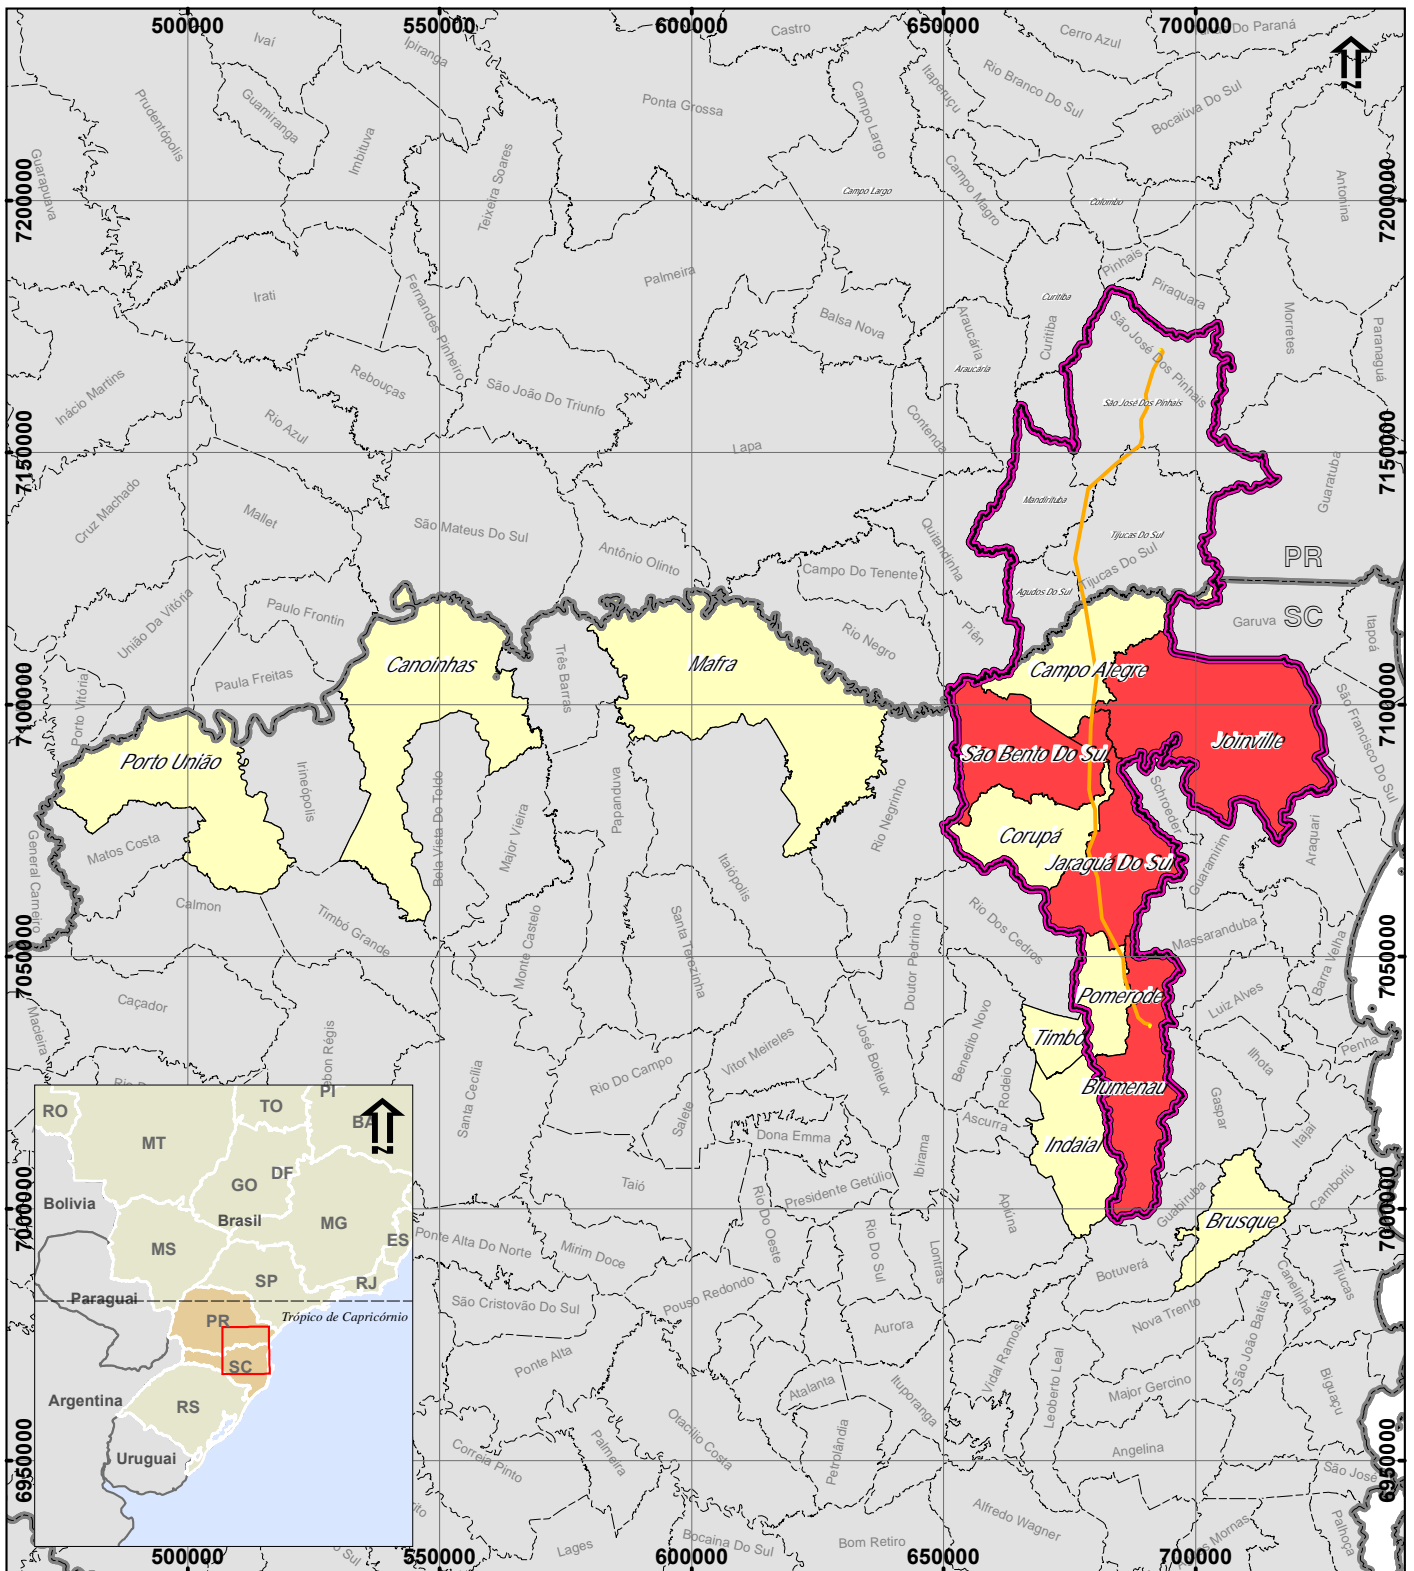 500000
550000
600000
650000
700000
Ivaí
Ipiranga
Castro
Cerro Azul
Do Paraná
Prudentópolis
Guamiranga
Imbituva
Teixeira Soares
Ponta Grossa
Campo Largo
Itaperuçu
Rio Branco Do Sul
Bocaiúva Do Sul
N
Guarapuava
7200000
Campo Largo
Campo Magro
Colombo
Antonina
7200000
Irati
Fernandes Pinheiro
Palmeira
Balsa Nova
Araucária
Araucária
Curitiba
Curitiba
Pinhais
Piraquara
São José Dos Pinhais
São José Dos Pinhais
Morretes
Paranaguá
Inácio Martins
Rebouças
São João Do Triunfo
Rio Azul
Lapa
Contenda
7150000
7150000
Cruz Machado
Mallet
São Mateus Do Sul
Antônio Olinto
Campo Do Tenente
Quitandinha
Mandirituba
Tijucas Do Sul
Tijucas Do Sul
Agudos Do Sul
Guaratuba
PR
SC
União Da Vitória
Paulo Frontin
Paula Freitas
Porto Vitória
Canoinhas
Três Barras
Mafra
Rio Negro
Piên
Campo Alegre
Garuva
Itapoá
7100000
7100000
Porto União
Irineópolis
Bela Vista Do Toldo
Major Vieira
Papanduva
Itaiópolis
Rio Negrinho
São Bento Do Sul
Joinville
São Francisco Do Sul
General Carneiro
Matos Costa
Calmon
Timbó Grande
Monte Castelo
Santa Terezinha
Doutor Pedrinho
Rio Dos Cedros
Corupá
Jaraguá Do Sul
Schroeder
Guaramirim
Massaranduba
Araquari
Barra Velha
7050000
7050000
Caçador
Macieira
Pomerode
Luiz Alves
Timbó
Blumenau
Ilhota
Penha
Santa Cecília
Rio Do Campo
Vitor Meireles
José Boiteux
Benedito Novo
Rodeio
Ascurra
Indaial
Gaspar
Itajaí
Salete
Dona Emma
Ibirama
Taió
Presidente Getúlio
Rio Do Oeste
Apiúna
Guabiruba
Brusque
Camboriú
7000000
7000000
Ponte Alta Do Norte
Mirim Doce
Pouso Redondo
Rio Do Sul
Lontras
Botuverá
Canelinha
Tijucas
São Cristovão Do Sul
Aurora
Nova Trento
São João Batista
Ponte Alta
Atalanta
Ituporanga
Vidal Ramos
Leoberto Leal
Major Gercino
Biguaçu
Correia Pinto
Palmeira
Otacílio Costa
Petrolândia
Angelina
São José
6950000
6950000
Lages
Bocaina Do Sul
Bom Retiro
Alfredo Wagner
Mornas
Palhoça
RO
MT
TO
PI
BA
N
GO
DF
Bolivia
Brasil
MG
MS
ES
SP
RJ
Paraguai
Trópico de Capricórnio
PR
SC
Argentina
RS
Uruguai
500000
550000
600000
650000
700000